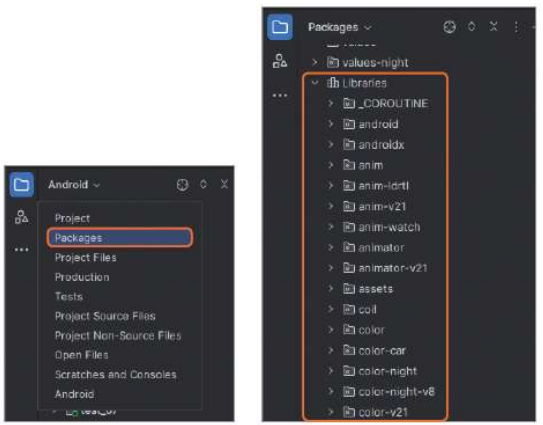 Android
Project
Packages
Project Files
Production
Tests
Project Source Files
Project Non-Source Files
Open Files
Scratches and Consoles
Android
Packages
values-night
Libraries
_COROUTINE
android
androidx
anim
anim-ldrtl
anim-v21
anim-watch
animator
animator-v21
assets
coil
color
color-car
color-night
color-night-v8
color-v21